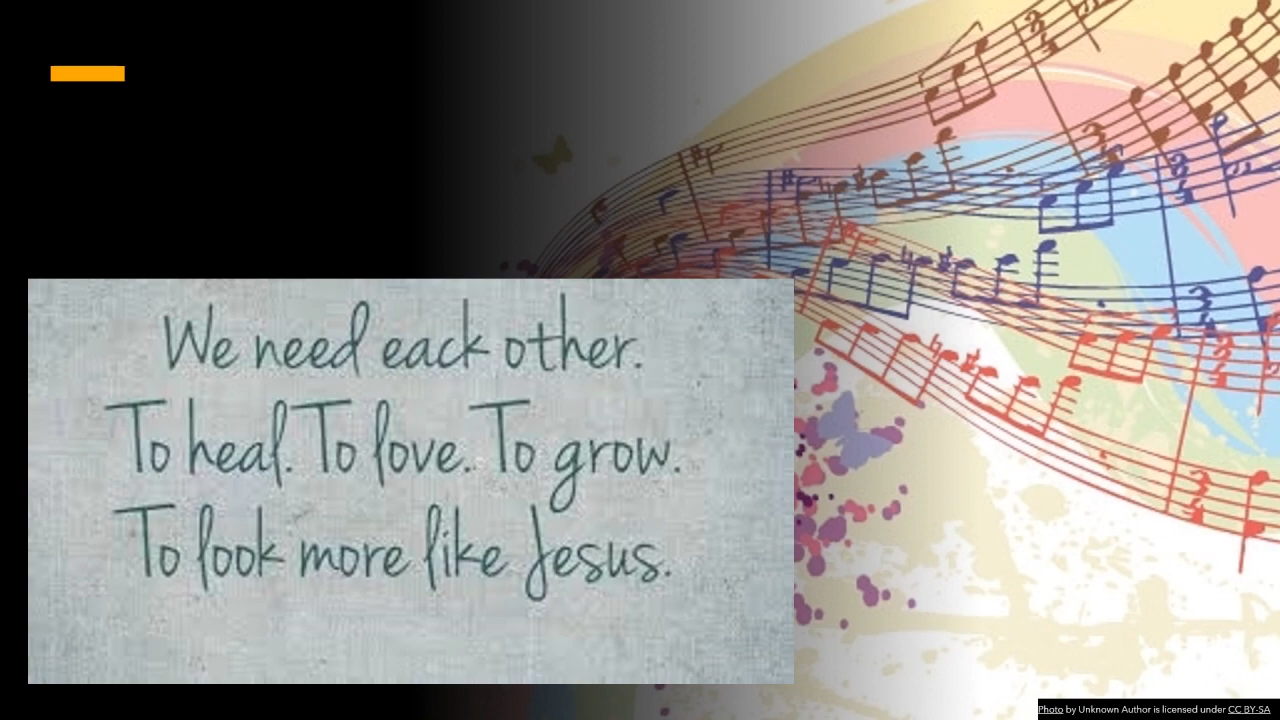 We need each other.
To heal. To love. To grow.
To look more like Jesus.
Photo by Unknown Author is licensed under CC BY-SA